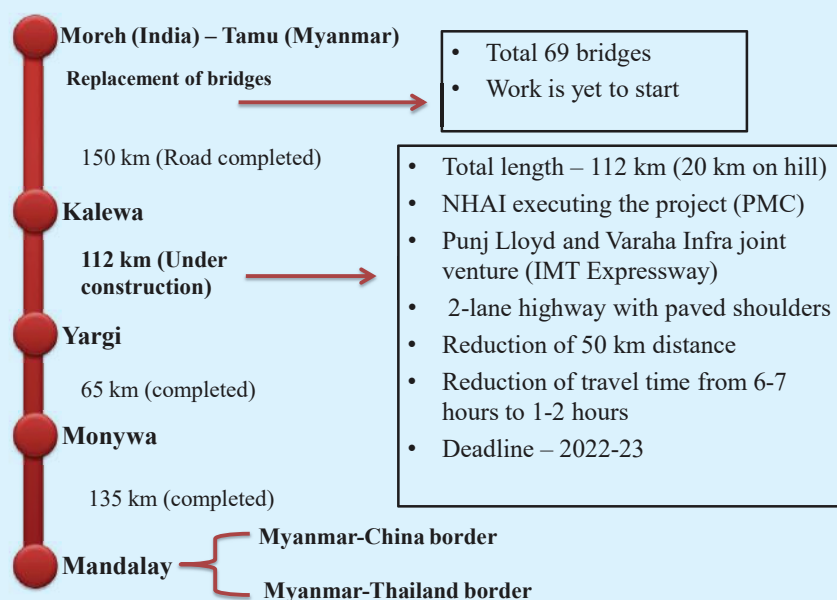 Moreh (India) – Tamu (Myanmar)
Replacement of bridges
• Total 69 bridges
• Work is yet to start
150 km (Road completed)
Kalewa
112 km (Under
construction)
• Total length – 112 km (20 km on hill)
• NHAI executing the project (PMC)
• Punj Lloyd and Varaha Infra joint
venture (IMT Expressway)
• 2-lane highway with paved shoulders
• Reduction of 50 km distance
• Reduction of travel time from 6-7
hours to 1-2 hours
• Deadline – 2022-23
Yargi
65 km (completed)
Monywa
135 km (completed)
Mandalay
Myanmar-China border
Myanmar-Thailand border